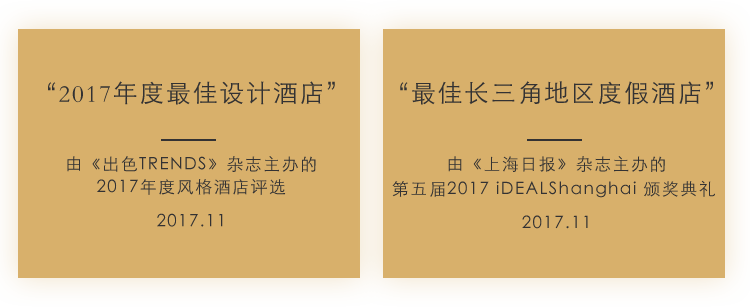 “2017年度最佳设计酒店”
由《出色TRENDS》杂志主办的
2017年度风格酒店评选
2017.11
“最佳长三角地区度假酒店”
由《上海日报》杂志主办的
第五届2017 iDEALShanghai 颁奖典礼
2017.11